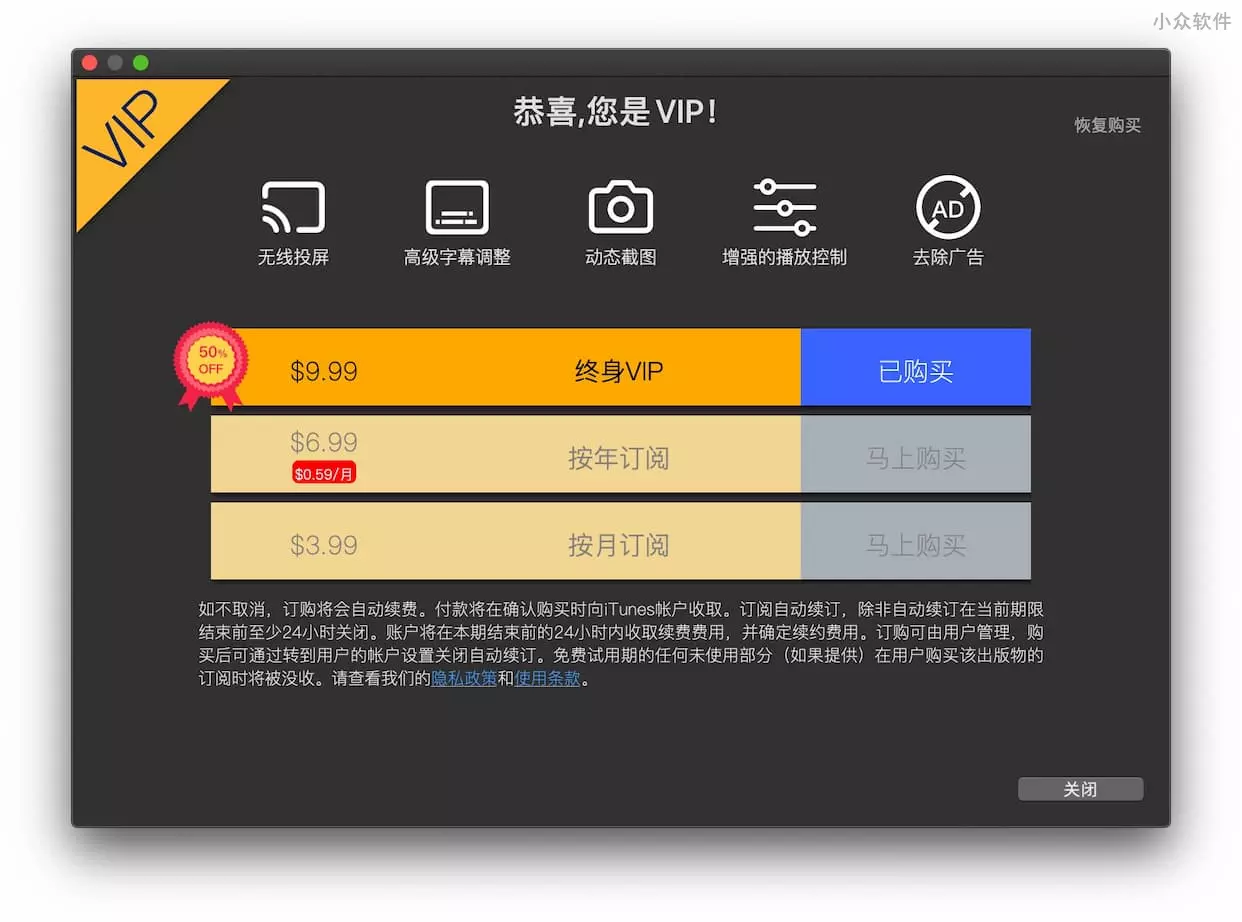 小众软件
VIP
恭喜,您是VIP!
恢复购买
无线投屏
高级字幕调整
动态截图
增强的播放控制
AD
去除广告
50%
OFF
$9.99
终身VIP
已购买
$6.99
$0.59/月
按年订阅
马上购买
$3.99
按月订阅
马上购买
如不取消，订购将会自动续费。付款将在确认购买时向iTunes帐户收取。订阅自动续订，除非自动续订在当前期限
结束前至少24小时关闭。账户将在本期结束前的24小时内收取续费费用，并确定续约费用。订购可由用户管理，购
买后可通过转到用户的帐户设置关闭自动续订。免费试用期的任何未使用部分（如果提供）在用户购买该出版物的
订阅时将被没收。请查看我们的隐私政策和使用条款。
关闭